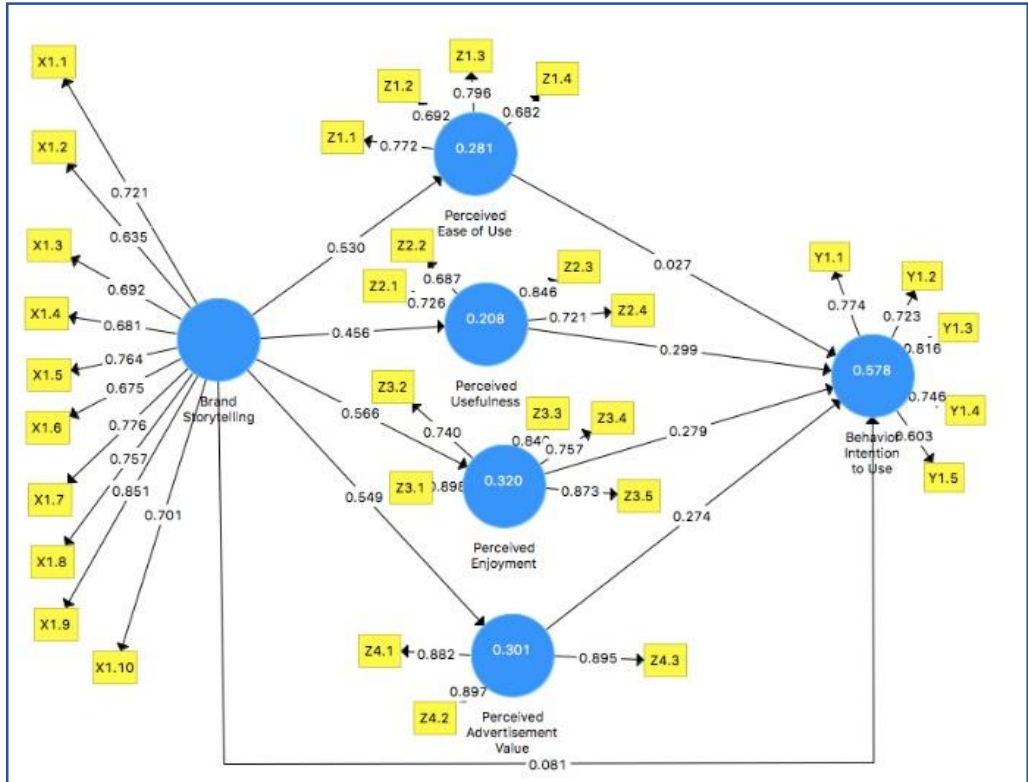 X1.1
X1.2
X1.3
X1.4
X1.5
X1.6
X1.7
X1.8
X1.9
X1.10
0.721
0.635
0.692
0.681
0.764
0.675
0.776
0.757
0.851
0.701
Brand
Storytelling
0.530
0.456
0.566
0.549
0.081
Z1.1
Z1.2
Z1.3
Z1.4
0.772
0.692
0.796
0.682
0.281
Perceived
Ease of Use
0.027
Z2.1
Z2.2
Z2.3
Z2.4
0.726
0.687
0.846
0.721
0.208
Perceived
Usefulness
0.299
Z3.1
Z3.2
Z3.3
Z3.4
Z3.5
0.898
0.740
0.840
0.757
0.873
0.320
Perceived
Enjoyment
0.279
Z4.1
Z4.2
Z4.3
0.882
0.897
0.895
0.301
Perceived
Advertisement
Value
0.274
Y1.1
Y1.2
Y1.3
Y1.4
Y1.5
0.774
0.723
0.816
0.746
0.603
0.578
Behavior
Intention
to Use